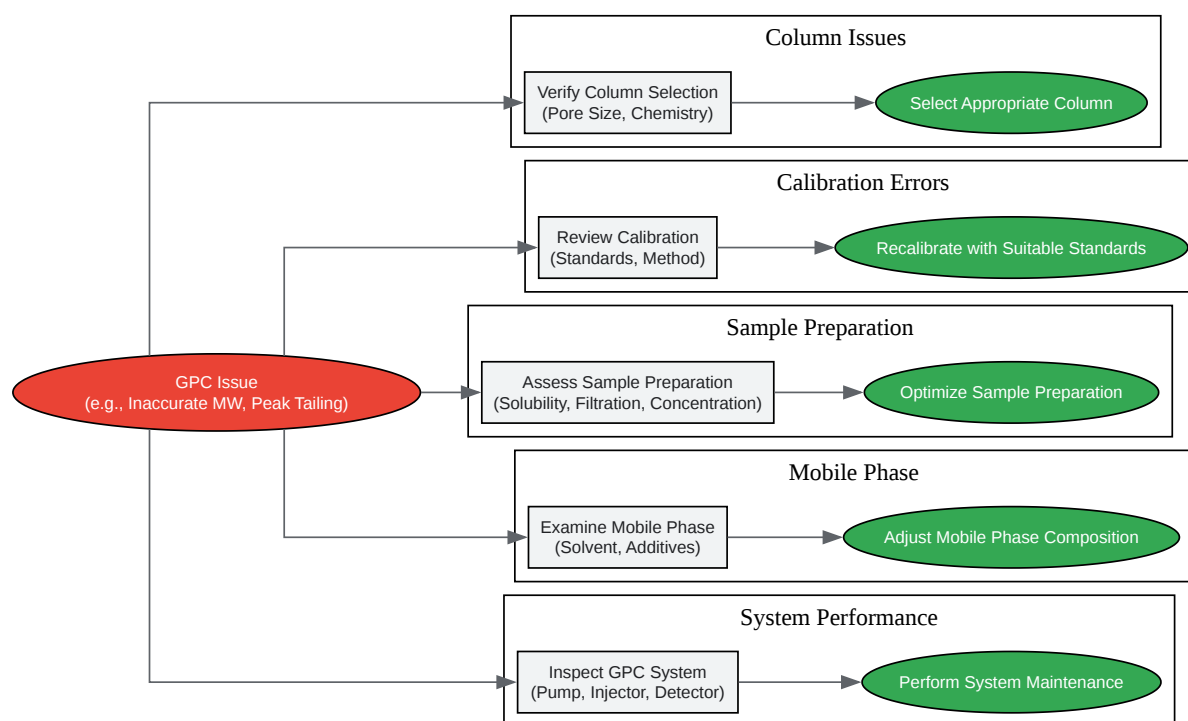 Column Issues
Verify Column Selection
(Pore Size, Chemistry)
Select Appropriate Column
Calibration Errors
Review Calibration
(Standards, Method)
Recalibrate with Suitable Standards
Sample Preparation
GPC Issue
(e.g., Inaccurate MW, Peak Tailing)
Assess Sample Preparation
(Solubility, Filtration, Concentration)
Optimize Sample Preparation
Mobile Phase
Examine Mobile Phase
(Solvent, Additives)
Adjust Mobile Phase Composition
System Performance
Inspect GPC System
(Pump, Injector, Detector)
Perform System Maintenance